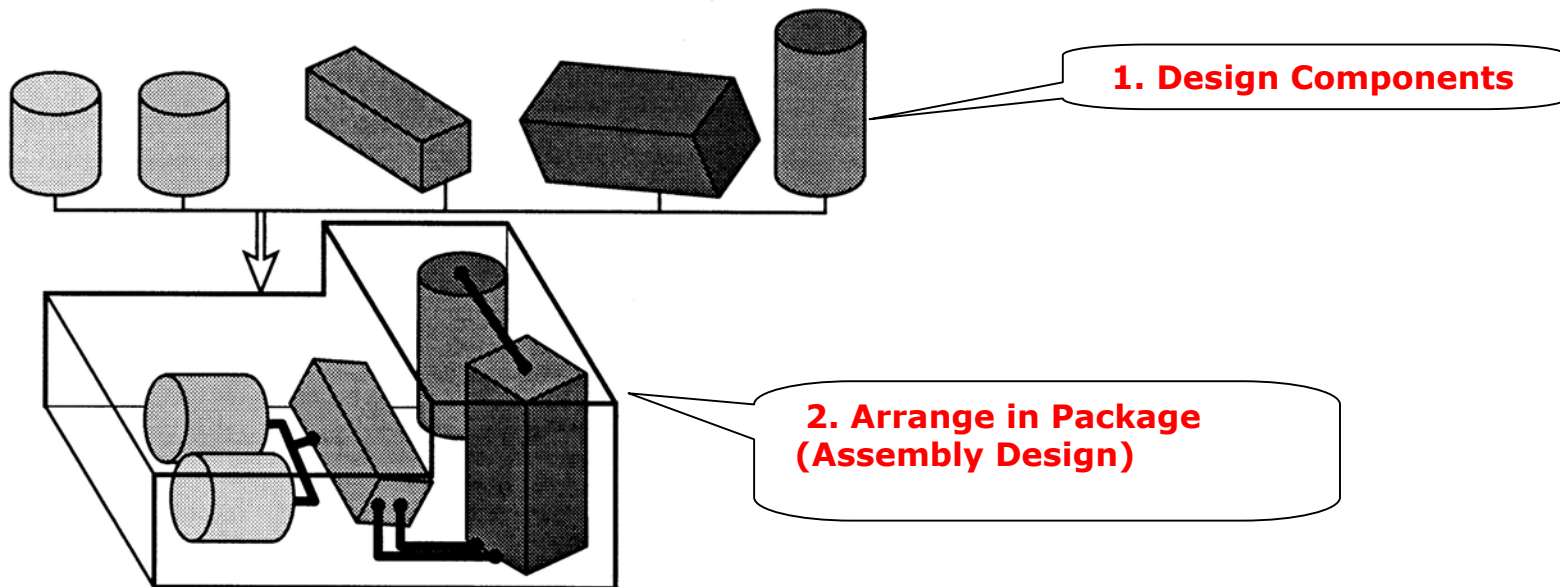 1. Design Components
2. Arrange in Package
(Assembly Design)